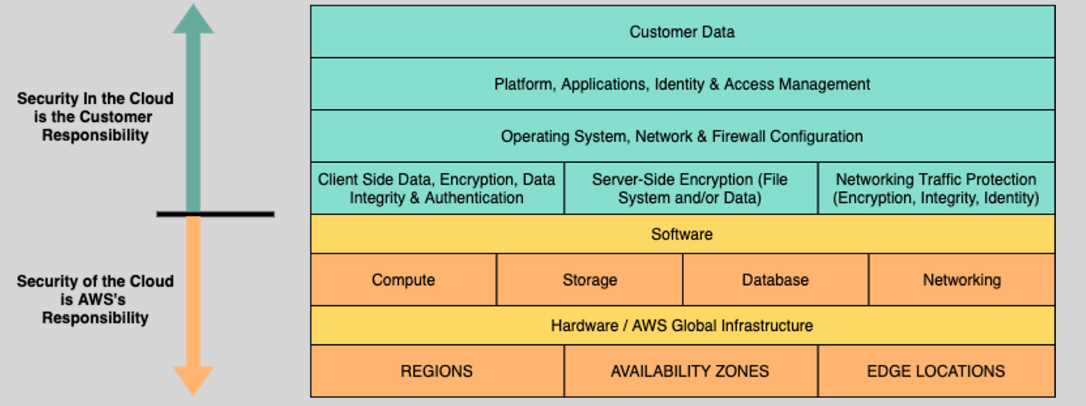 Security In the Cloud
is the Customer
Responsibility
Security of the Cloud
is AWS's
Responsibility
Customer Data
Platform, Applications, Identity & Access Management
Operating System, Network & Firewall Configuration
Client Side Data, Encryption, Data
Integrity & Authentication
Server-Side Encryption (File
System and/or Data)
Networking Traffic Protection
(Encryption, Integrity, Identity)
Software
Compute
Storage
Database
Networking
Hardware / AWS Global Infrastructure
REGIONS
AVAILABILITY ZONES
EDGE LOCATIONS